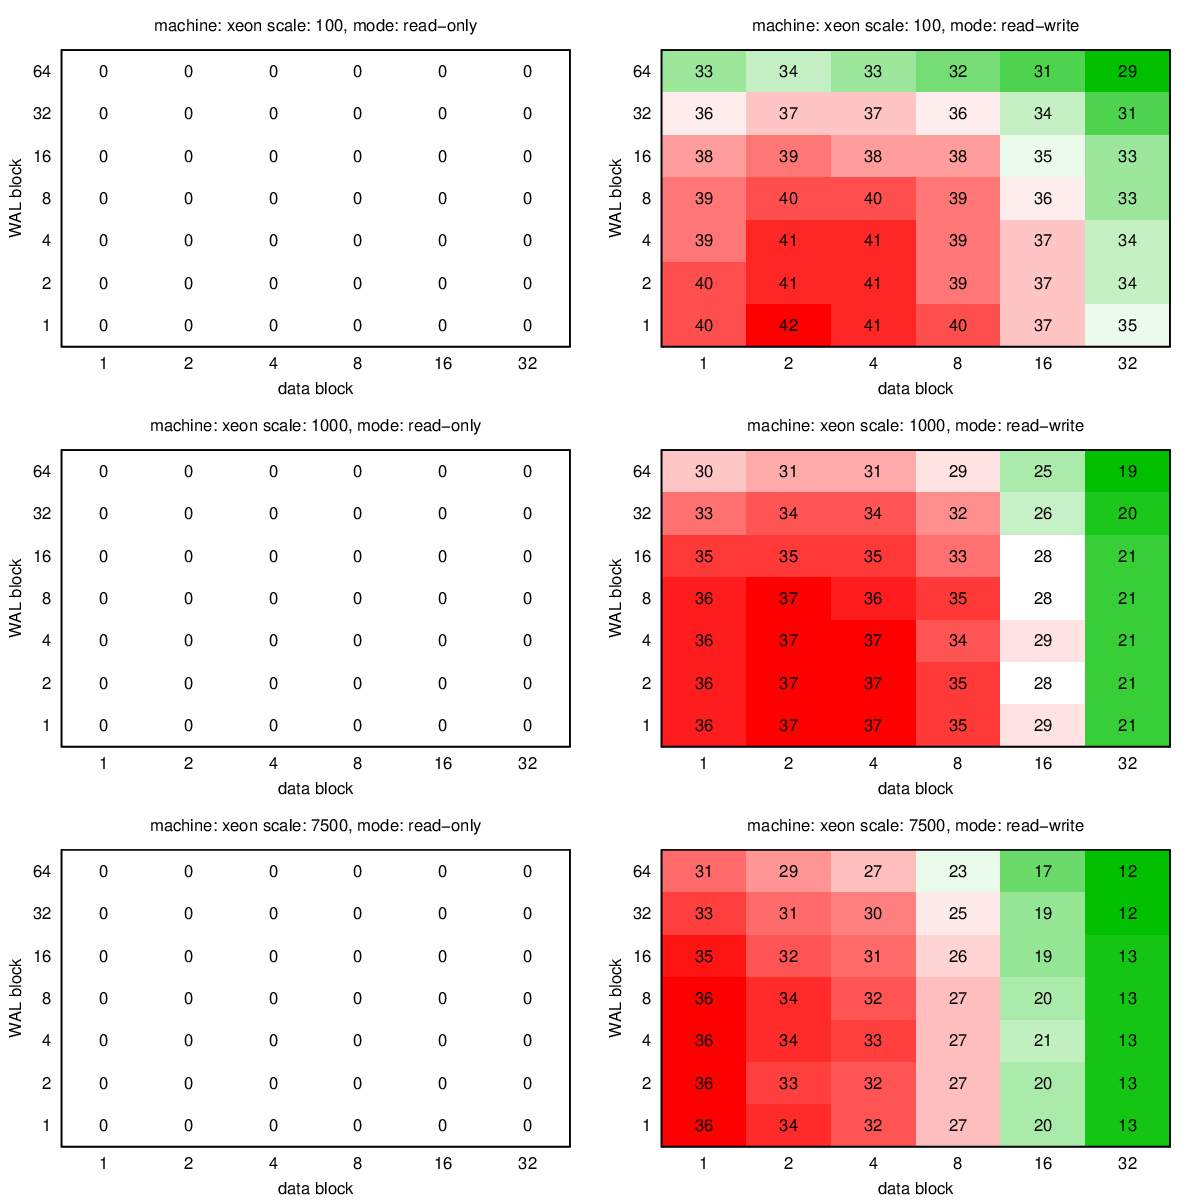 machine: xeon scale: 100, mode: read−only
WAL block
64 0 0 0 0 0 0
32 0 0 0 0 0 0
16 0 0 0 0 0 0
8 0 0 0 0 0 0
4 0 0 0 0 0 0
2 0 0 0 0 0 0
1 0 0 0 0 0 0
1 2 4 8 16 32
data block
machine: xeon scale: 100, mode: read−write
WAL block
64 33 34 33 32 31 29
32 36 37 37 36 34 31
16 38 39 38 38 35 33
8 39 40 40 39 36 33
4 39 41 41 39 37 34
2 40 41 41 39 37 34
1 40 42 41 40 37 35
1 2 4 8 16 32
data block
machine: xeon scale: 1000, mode: read−only
WAL block
64 0 0 0 0 0 0
32 0 0 0 0 0 0
16 0 0 0 0 0 0
8 0 0 0 0 0 0
4 0 0 0 0 0 0
2 0 0 0 0 0 0
1 0 0 0 0 0 0
1 2 4 8 16 32
data block
machine: xeon scale: 1000, mode: read−write
WAL block
64 30 31 31 29 25 19
32 33 34 34 32 26 20
16 35 35 35 33 28 21
8 36 37 36 35 28 21
4 36 37 37 34 29 21
2 36 37 37 35 28 21
1 36 37 37 35 29 21
1 2 4 8 16 32
data block
machine: xeon scale: 7500, mode: read−only
WAL block
64 0 0 0 0 0 0
32 0 0 0 0 0 0
16 0 0 0 0 0 0
8 0 0 0 0 0 0
4 0 0 0 0 0 0
2 0 0 0 0 0 0
1 0 0 0 0 0 0
1 2 4 8 16 32
data block
machine: xeon scale: 7500, mode: read−write
WAL block
64 31 29 27 23 17 12
32 33 31 30 25 19 12
16 35 32 31 26 19 13
8 36 34 32 27 20 13
4 36 34 33 27 21 13
2 36 33 32 27 20 13
1 36 34 32 27 20 13
1 2 4 8 16 32
data block